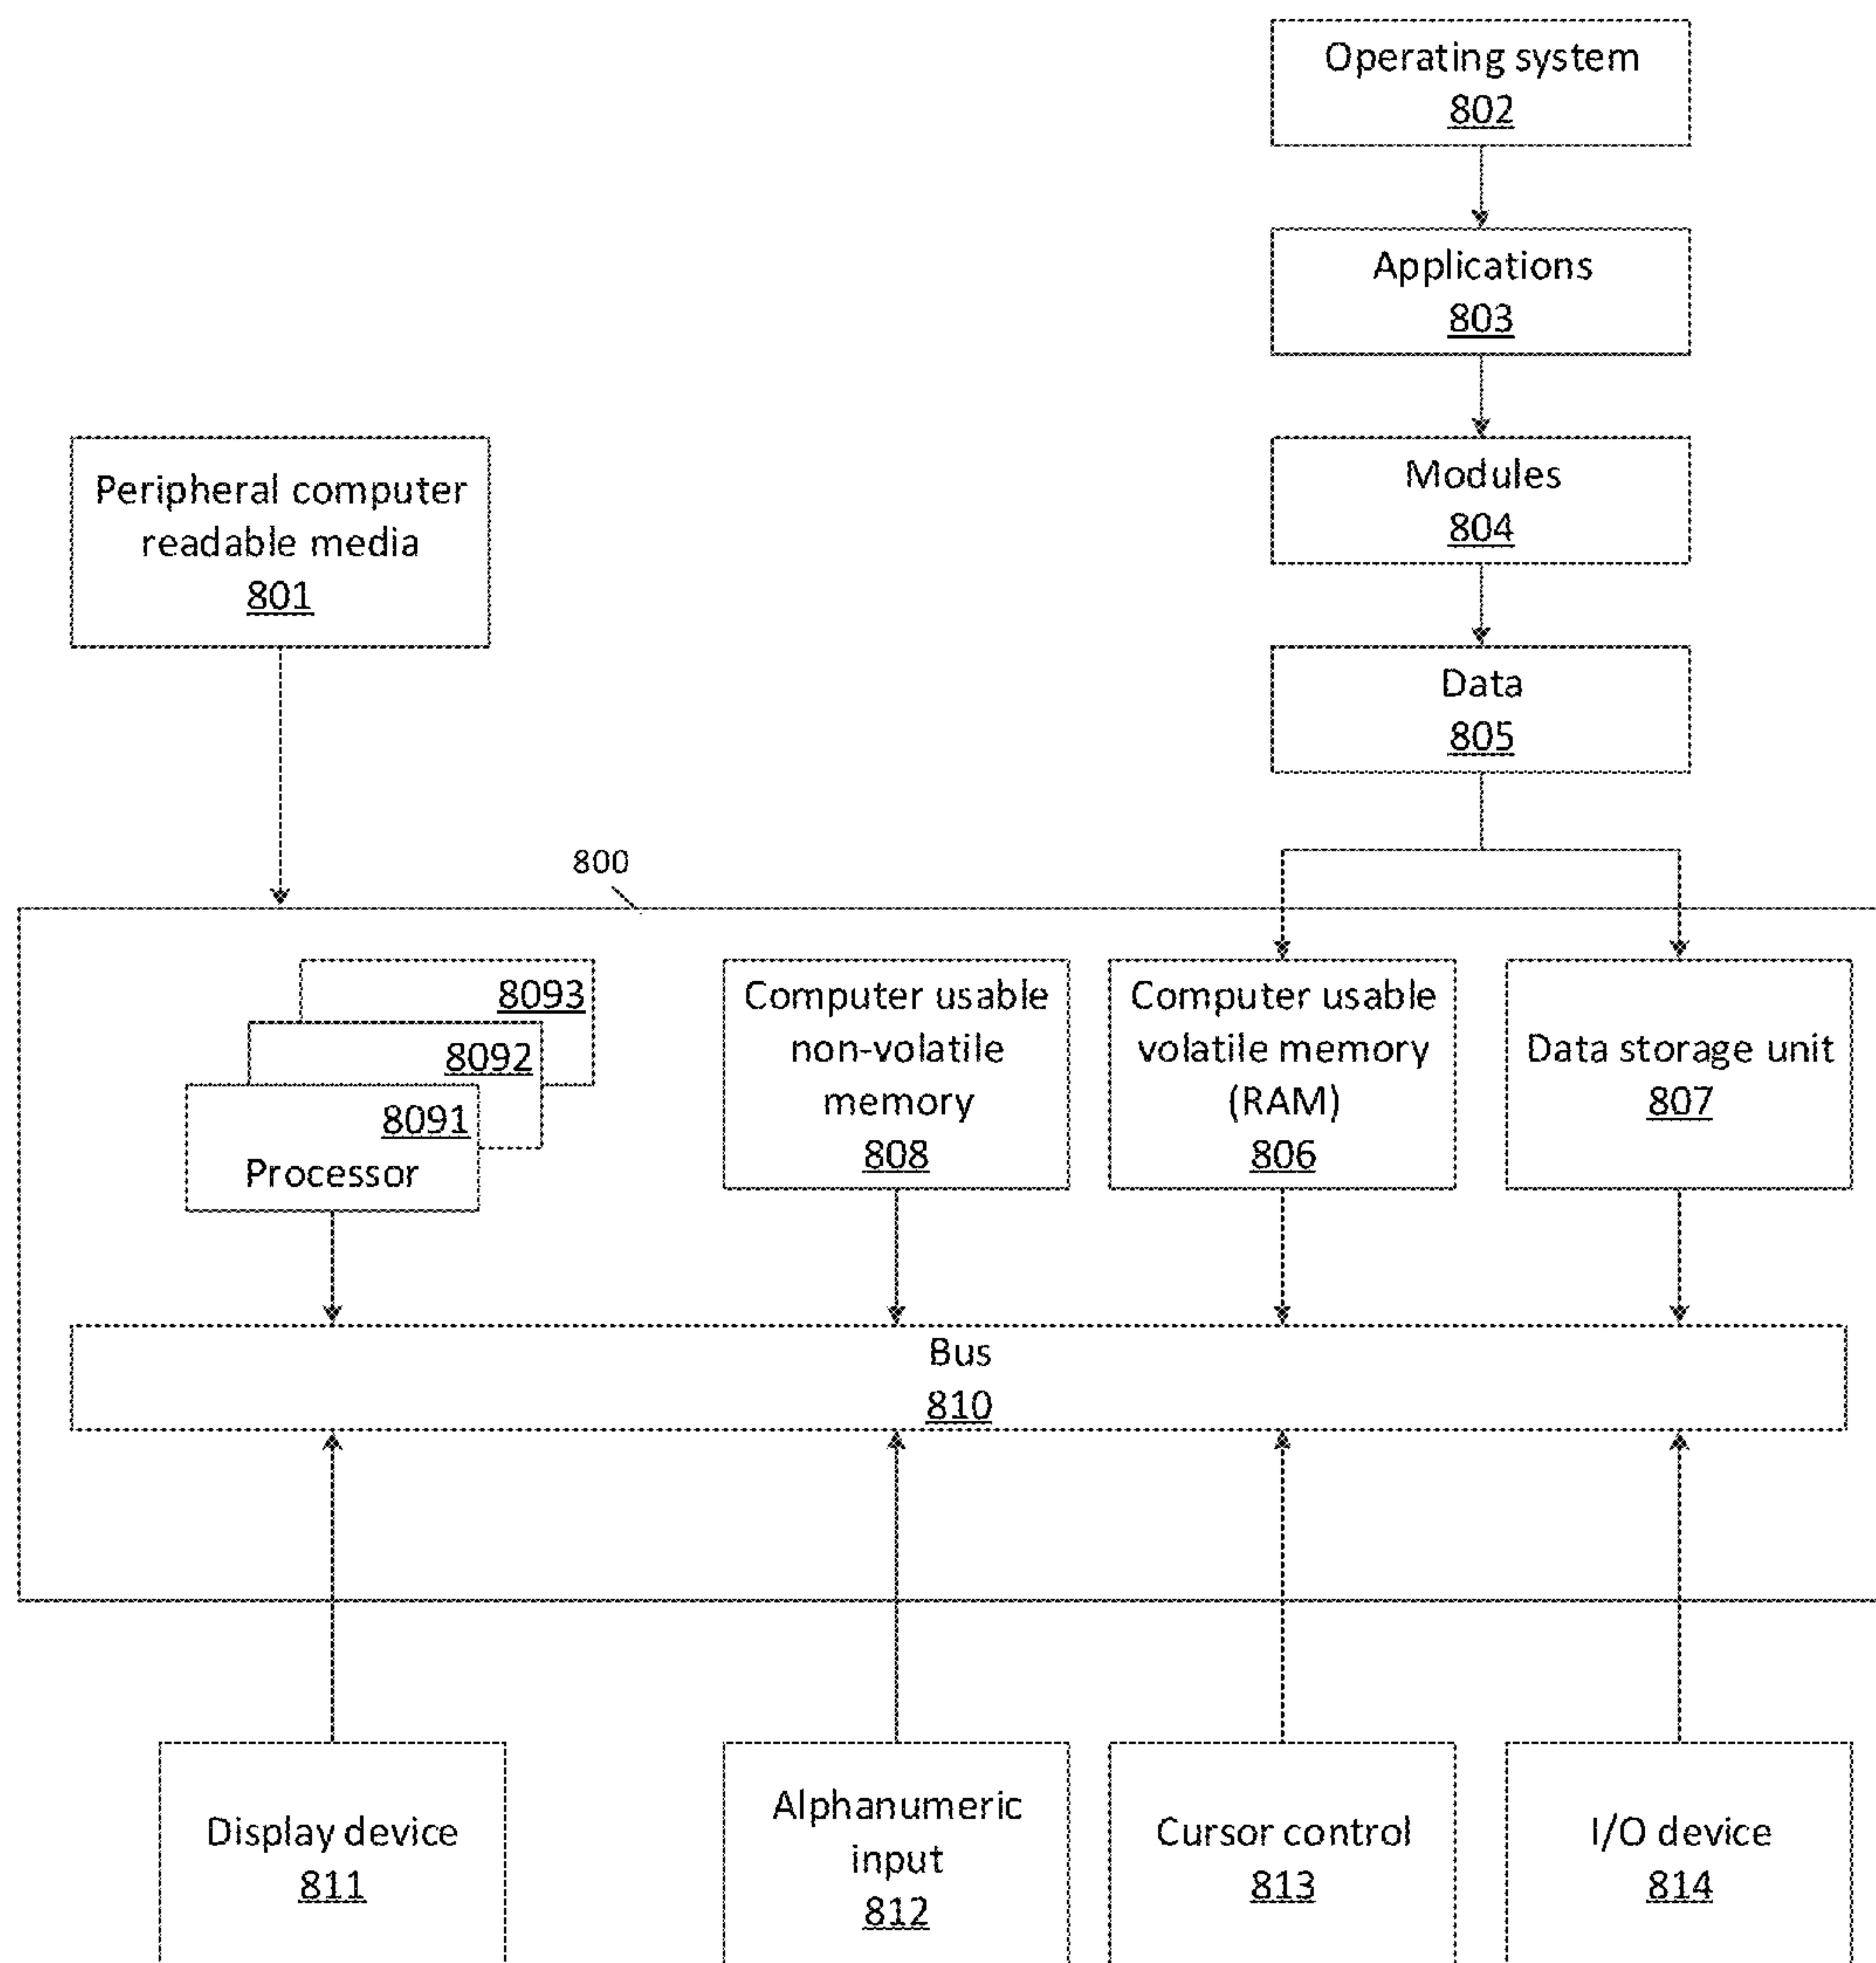 Operating system
802
Applications
803
Modules
804
Peripheral computer
readable media
801
Data
805
800
8093
8092
8091
Processor
Computer usable
non-volatile
memory
808
Computer usable
volatile memory
(RAM)
806
Data storage unit
807
Bus
810
Display device
811
Alphanumeric
input
812
Cursor control
813
I/O device
814